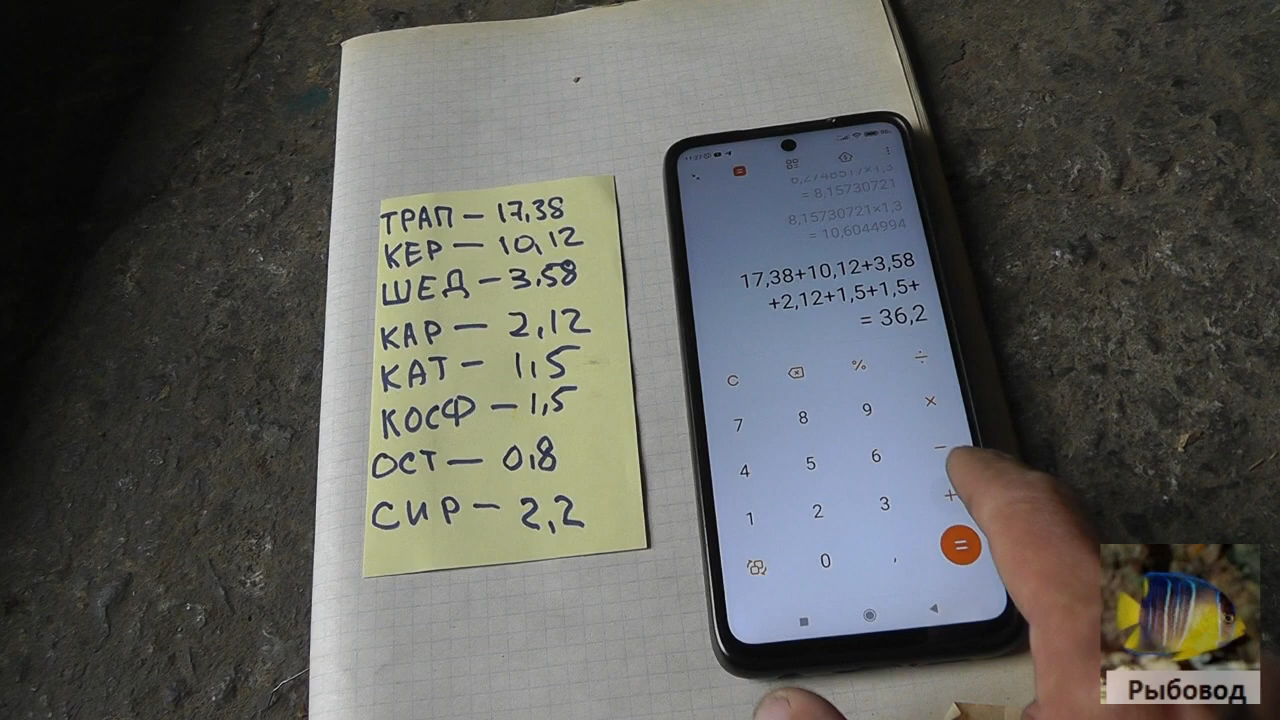 ТРАП – 17,38
КЕР – 10,12
ШЕД – 3.58
КАР – 2,12
КАТ – 1,5
КОСФ – 1,5
ОСТ – 0,8
СИР – 2,2
= 8,15730721
8,15730721×1,3
= 10,6044994
17,38+10,12+3,58
+2,12+1,5+1,5+
= 36,2
C % ÷
7 8 9 ×
4 5 6 −
1 2 3 +
0 , =
Рыбовод